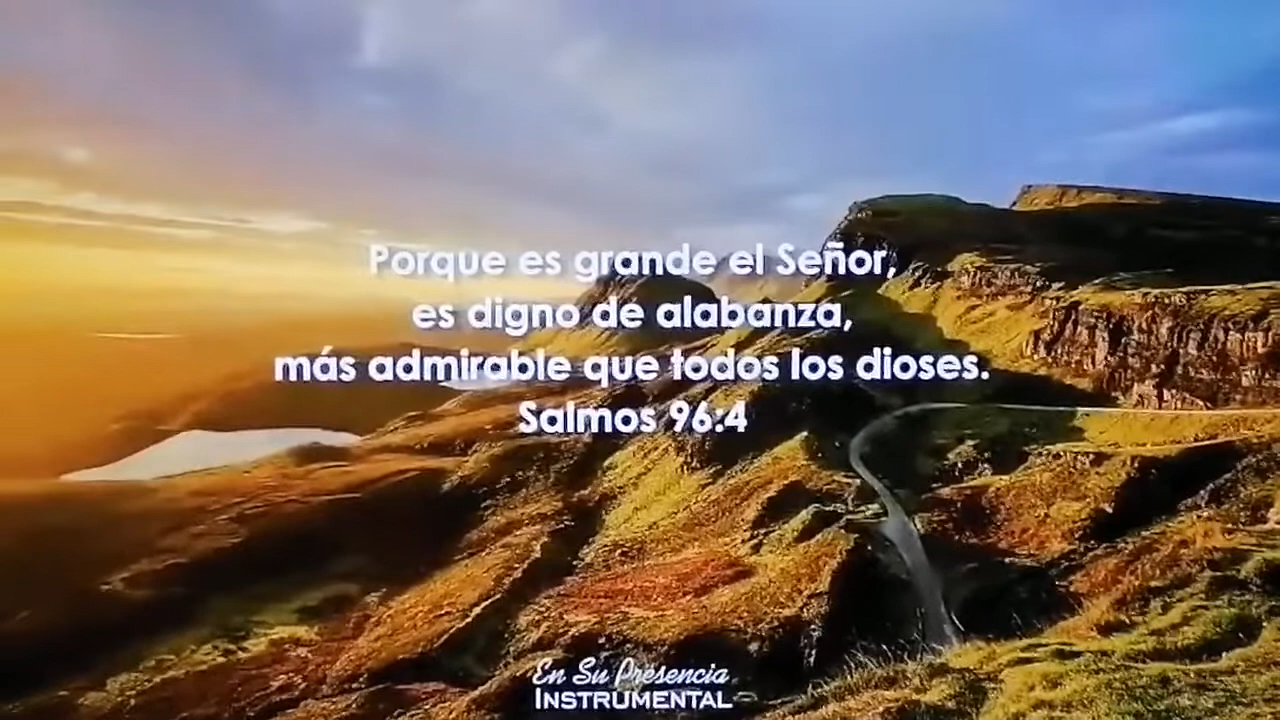 Porque es grande el Señor,
es digno de alabanza,
más admirable que todos los dioses.
Salmos 96:4
En Su Presencia
INSTRUMENTAL